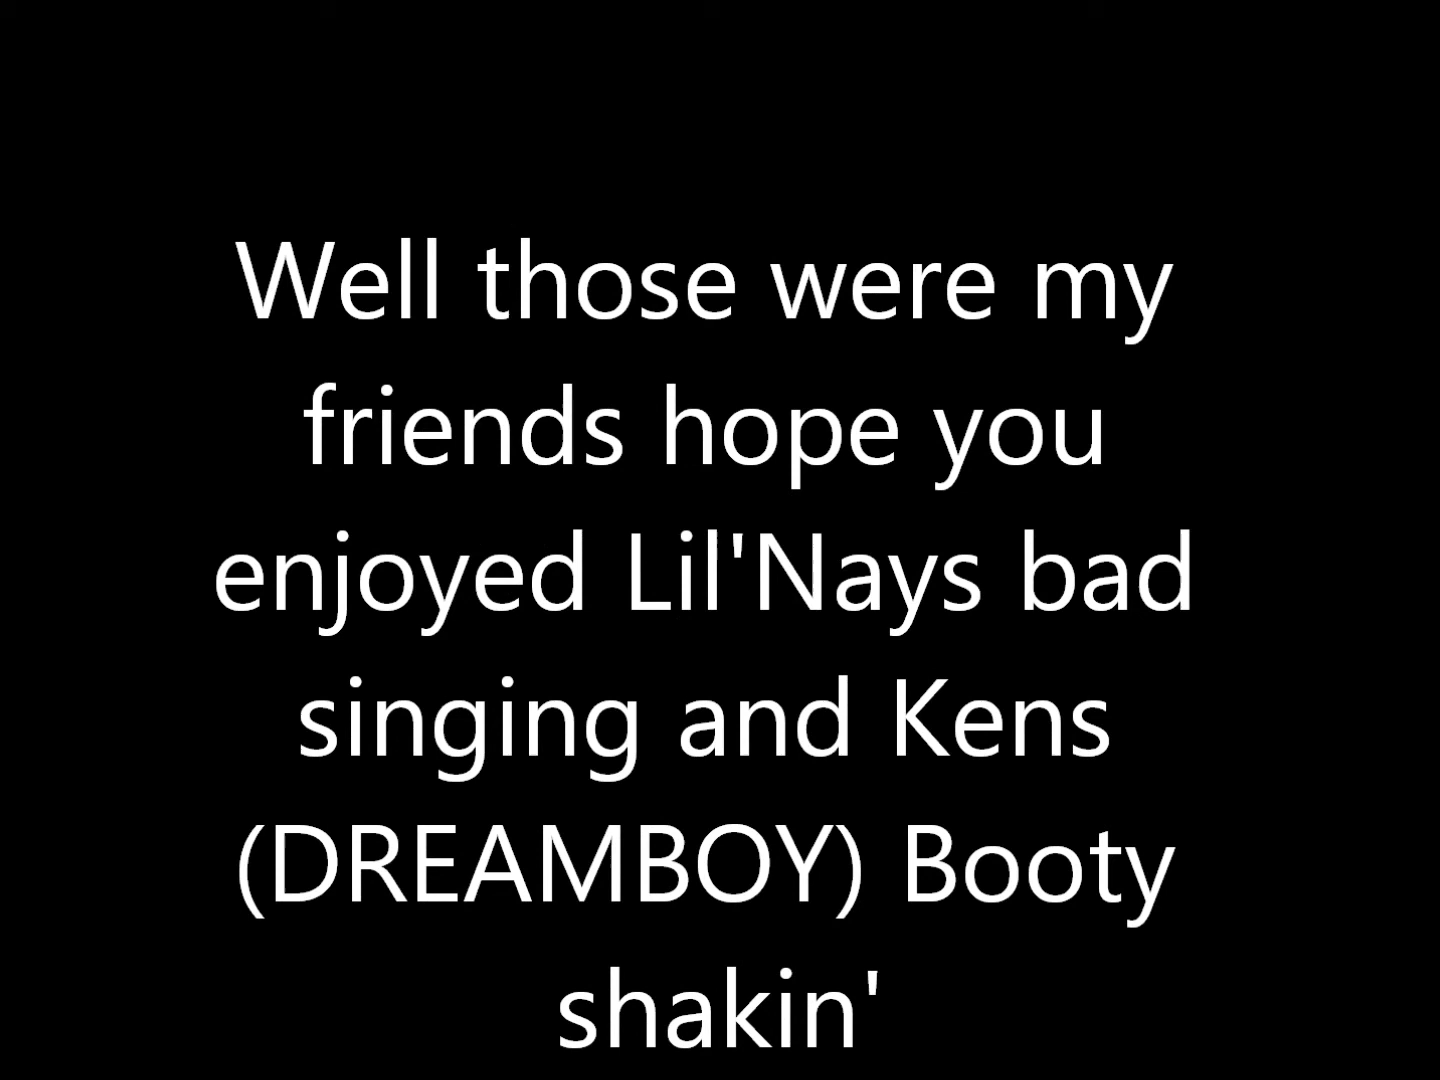 Well those were my
friends hope you
enjoyed Lil'Nays bad
singing and Kens
(DREAMBOY) Booty
shakin'